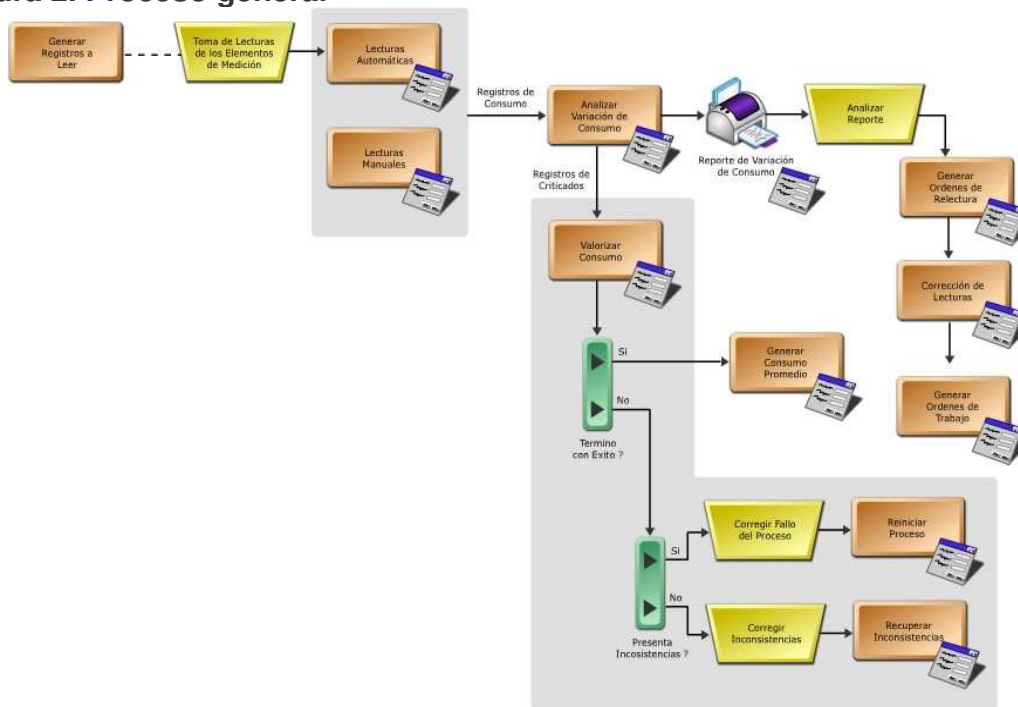 Proceso general
Generar
Registros a
Leer
Toma de Lecturas
de los Elementos
de Medición
Lecturas
Automáticas
Lecturas
Manuales
Registros de
Consumo
Analizar
Variación de
Consumo
Reporte de Variación
de Consumo
Analizar
Reporte
Registros de
Criticados
Generar
Ordenes de
Relectura
Valorizar
Consumo
Corrección de
Lecturas
Si
No
Termino
con Exito ?
Generar
Consumo
Promedio
Generar
Ordenes de
Trabajo
Si
No
Presenta
Incosistencias ?
Corregir Fallo
del Proceso
Reiniciar
Proceso
Corregir
Inconsistencias
Recuperar
Inconsistencias